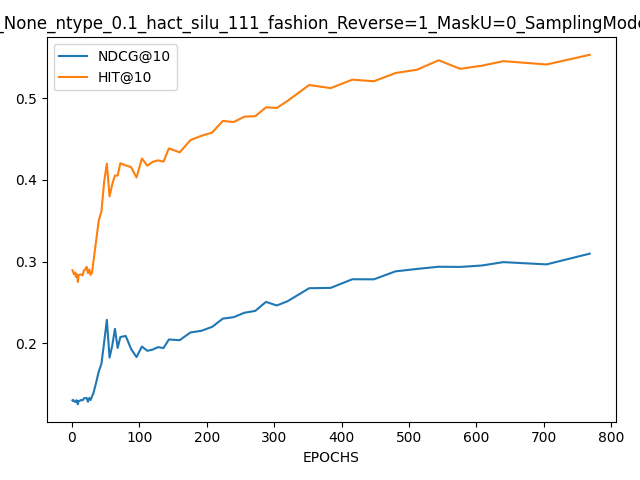 _None_ntype_0.1_hact_silu_111_fashion_Reverse=1_MaskU=0_SamplingMode
NDCG@10
HIT@10
0.5
0.4
0.3
0.2
0 100 200 300 400 500 600 700 800
EPOCHS